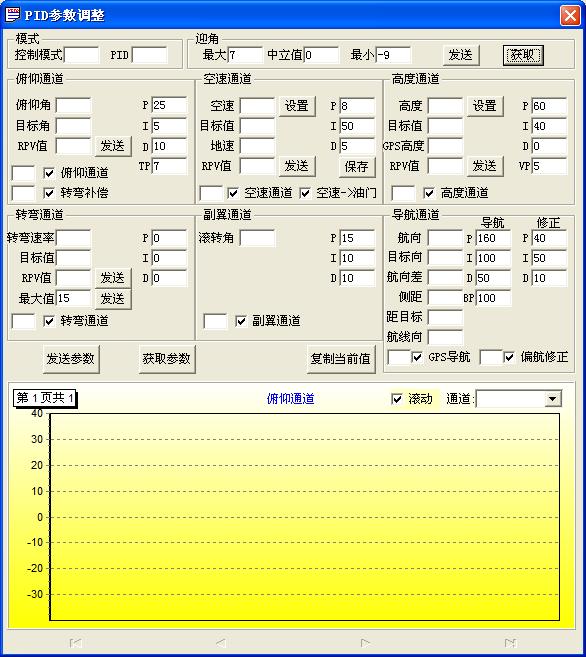 PID参数调整
模式
迎角
控制模式 PID 最大 7 中立值 0 最小 -9 发送 获取
俯仰通道
空速通道
高度通道
俯仰角 P 25 空速 设置 P 8 高度 设置 P 60
目标角 I 5 目标值 I 50 目标值 I 40
RPV值 发送 D 10 地速 D 5 GPS高度 D 0
TP 7 RPV值 发送 保存 RPV值 发送 VP 5
俯仰通道
转弯补偿 空速通道 空速->油门 高度通道
转弯通道
副翼通道
导航通道
导航 修正
转弯速率 P 0 滚转角 P 15 航向 P 160 P 40
目标值 I 0 I 10 目标向 I 100 I 50
RPV值 发送 D 0 D 10 航向差 D 50 D 10
最大值 15 发送 侧距 BP 100
转弯通道 副翼通道 距目标
航线向
发送参数 获取参数 复制当前值 GPS导航 偏航修正
第 1 页共 1
俯仰通道 滚动 通道:
40
30
20
10
0
-10
-20
-30